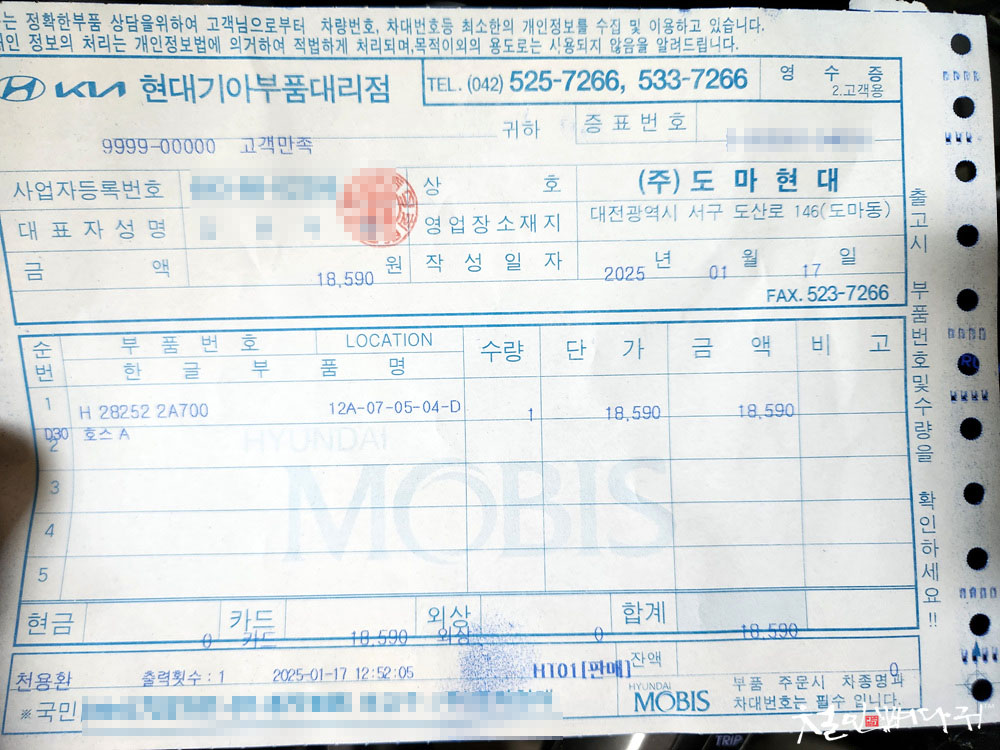 는 정확한부품 상담을위하여 고객님으로부터 차량번호, 차대번호등 최소한의 개인정보를 수집 및 이용하고 있습니다.
정보의 처리는 개인정보법에 의거하여 적법하게 처리되며,목적이외의 용도로는 사용되지 않음을 알려드립니다.
KIA 현대기아부품대리점
TEL. (042) 525-7266, 533-7266
영 수 증
2.고객용
9999-00000 고객만족
귀하
증표번호
사업자등록번호
상 호
(주) 도 마 현 대
대표자성명
영업장소재지
대전광역시 서구 도산로 146(도마동)
금 액
18,590 원
작성일자
2025 년 01 월 17 일
FAX. 523-7266
순번
부 품 번 호
LOCATION
한 글 부 품 명
수량
단 가
금 액
비 고
1
H 28252 2A700
12A-07-05-04-D
1
18,590
18,590
D30
호스 A
2
3
4
5
HYUNDAI
MOBIS
현금
0
카드
카드
18,590
외상
외상
0
합계
18,590
천용환
출력횟수 : 1
2025-01-17 12:52:05
HT01[판매]
잔액
0
※국민
HYUNDAI
MOBIS
부품 주문시 차종명과
차대번호는 필수 입니다.
출고시 부품번호및수량을 확인하세요!!
TRIP